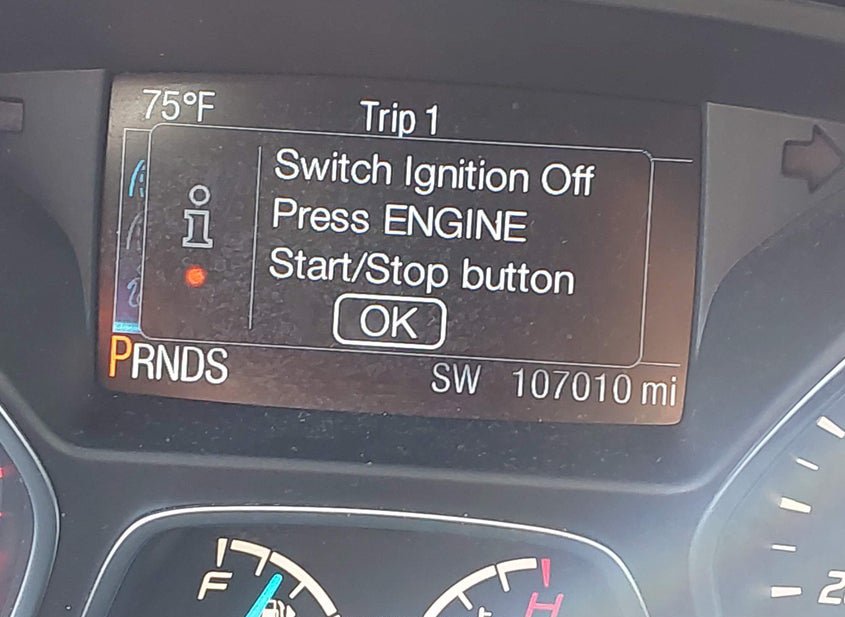 75°F
Trip 1
Switch Ignition Off
Press ENGINE
Start/Stop button
OK
PRNDS
SW 107010 mi
F
H